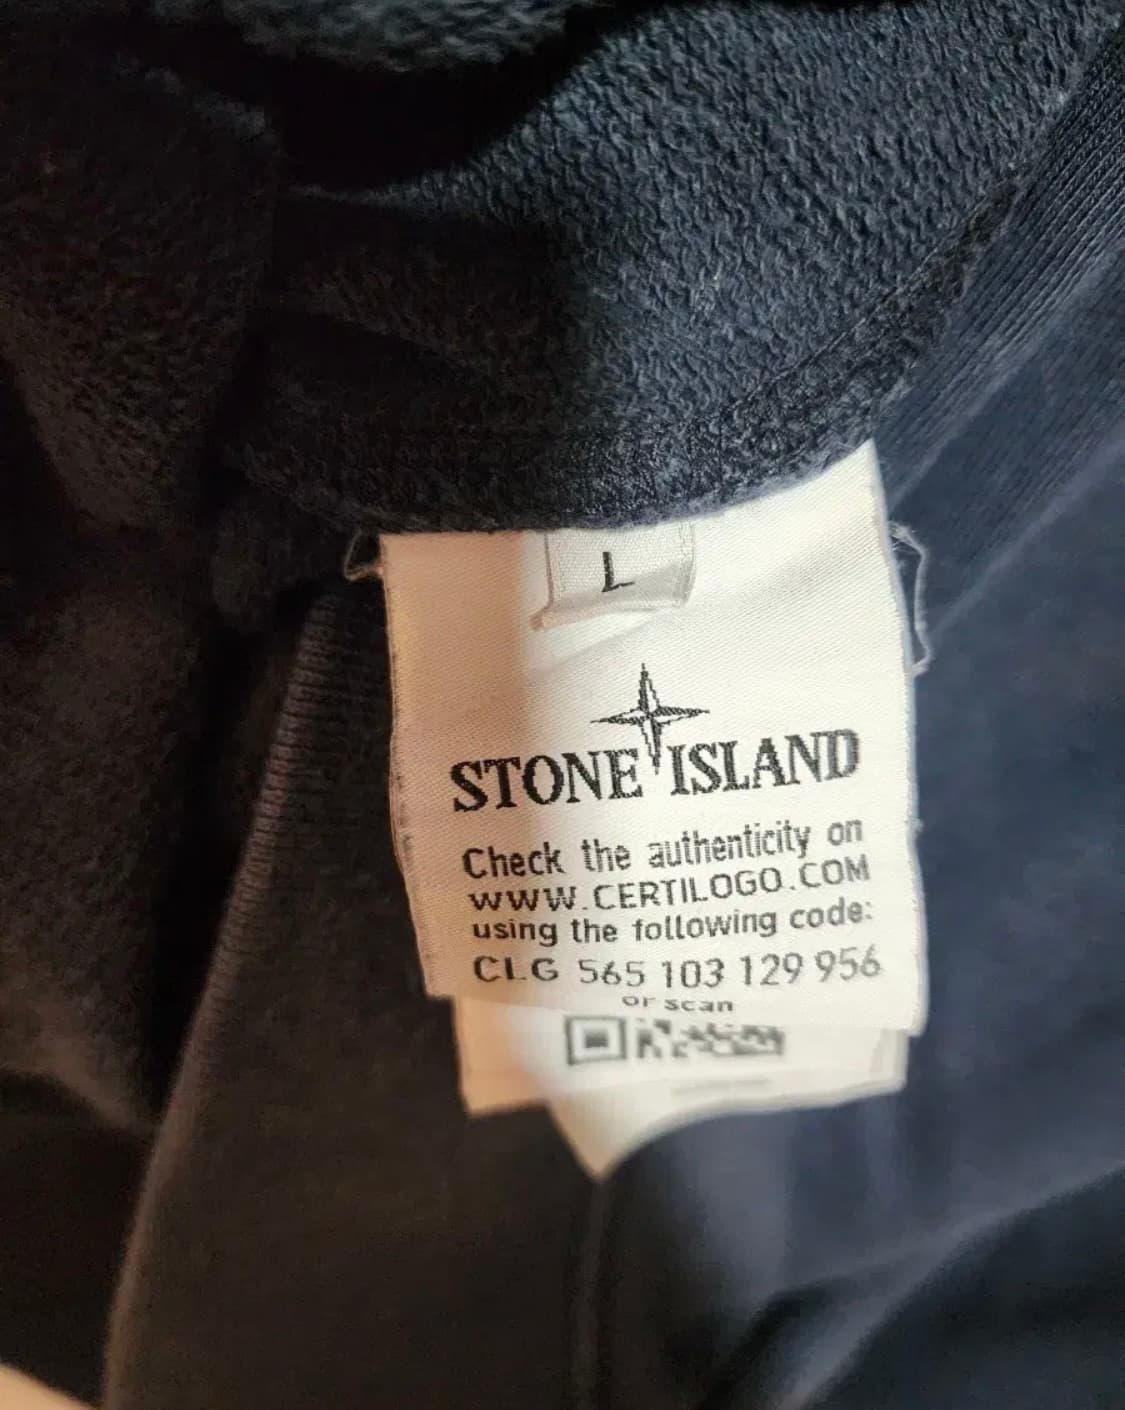 L
STONE ISLAND
Check the authenticity on
WWW.CERTILOGO.COM
using the following code:
CLG 565 103 129 956
or scan